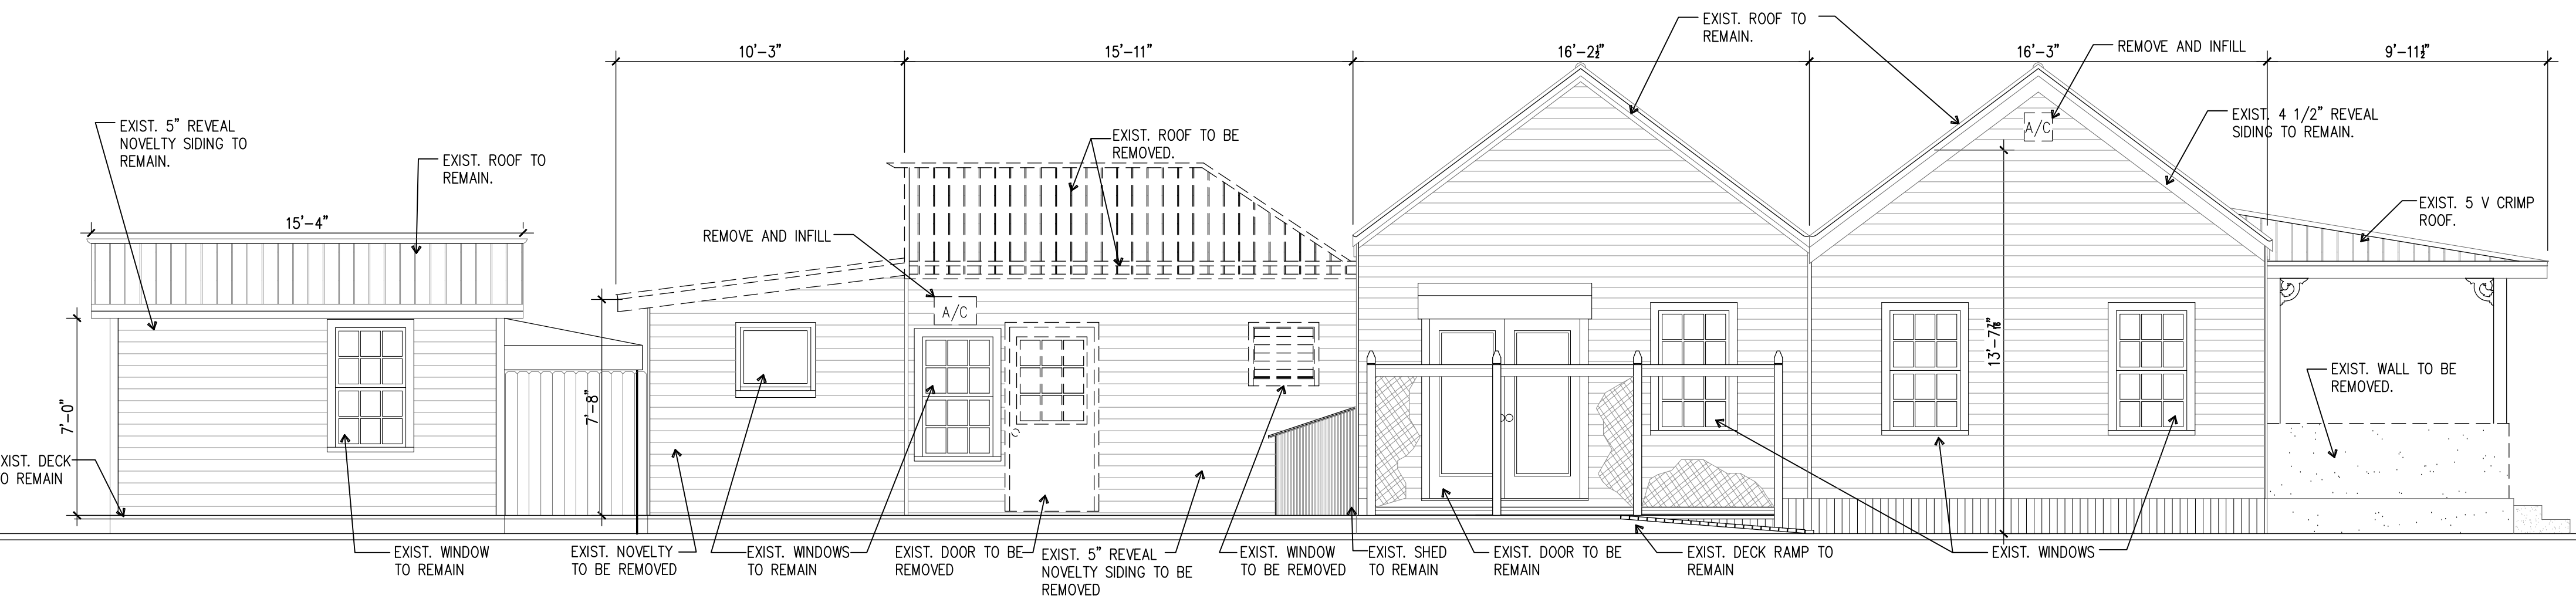 EXIST. ROOF TO
REMAIN.
10'-3"
15'-11"
16'-2½"
16'-3"
REMOVE AND INFILL
9'-11½"
EXIST. 5" REVEAL
NOVELTY SIDING TO
REMAIN.
EXIST. ROOF TO
REMAIN.
EXIST. ROOF TO BE
REMOVED.
A/C
EXIST. 4 1/2" REVEAL
SIDING TO REMAIN.
EXIST. 5 V CRIMP
ROOF.
15'-4"
REMOVE AND INFILL
A/C
13'-7⁷⁄₁₆"
7'-0"
7'-8"
EXIST. WALL TO BE
REMOVED.
XIST. DECK
O REMAIN
EXIST. WINDOW
TO REMAIN
EXIST. NOVELTY
TO BE REMOVED
EXIST. WINDOWS
TO REMAIN
EXIST. DOOR TO BE
REMOVED
EXIST. 5" REVEAL
NOVELTY SIDING TO BE
REMOVED
EXIST. WINDOW
TO BE REMOVED
EXIST. SHED
TO REMAIN
EXIST. DOOR TO BE
REMAIN
EXIST. DECK RAMP TO
REMAIN
EXIST. WINDOWS